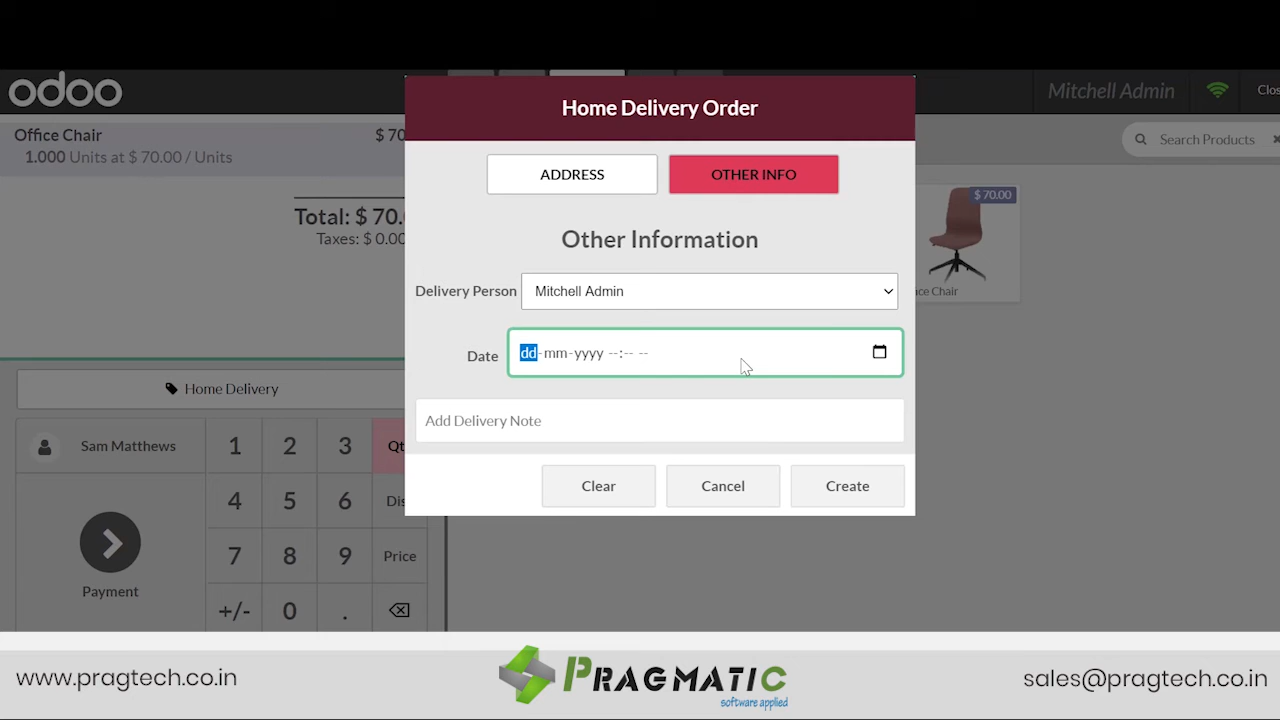 odoo
Mitchell Admin
Clos
Office Chair
$ 70
1.000 Units at $ 70.00 / Units
Total: $ 70.
Taxes: $ 0.00
Search Products
$ 70.00
ice Chair
Home Delivery Order
ADDRESS
OTHER INFO
Other Information
Delivery Person
Mitchell Admin
Date
dd-mm-yyyy --:-- --
Add Delivery Note
Clear
Cancel
Create
Home Delivery
Sam Matthews
1 2 3 Qt
4 5 6 Dis
7 8 9 Price
+/- 0 .
Payment
www.pragtech.co.in
PRAGMATIC
software applied
sales@pragtech.co.in